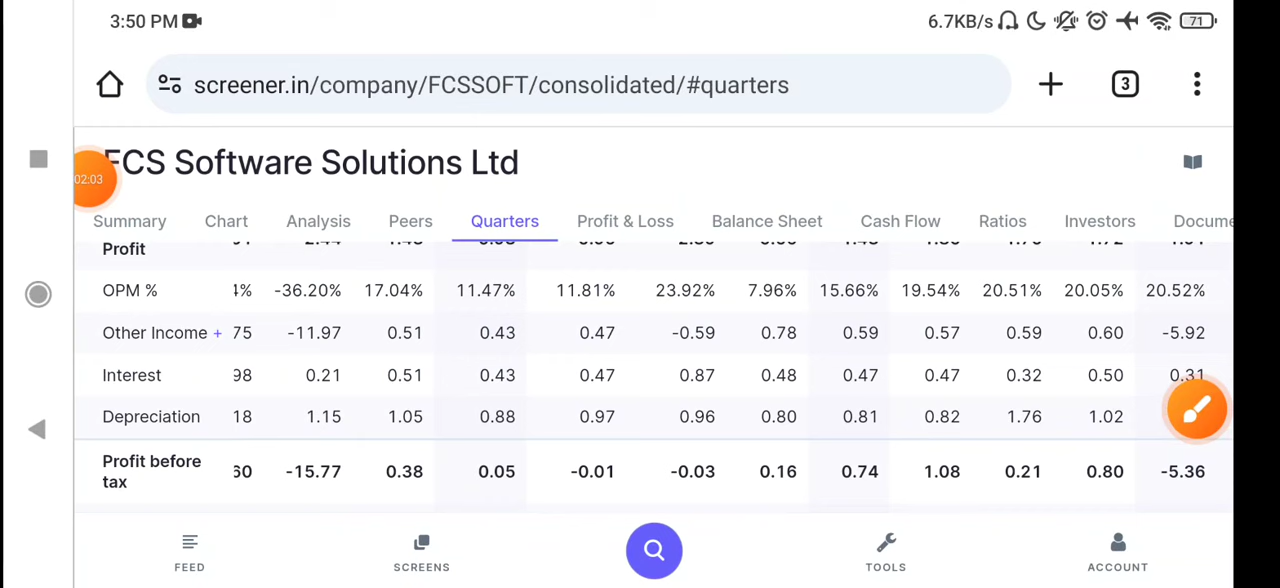 3:50 PM 6.7KB/s 71
screener.in/company/FCSSOFT/consolidated/#quarters 3
FCS Software Solutions Ltd
02:03
Summary Chart Analysis Peers Quarters Profit & Loss Balance Sheet Cash Flow Ratios Investors Docume
Profit
OPM % 4% -36.20% 17.04% 11.47% 11.81% 23.92% 7.96% 15.66% 19.54% 20.51% 20.05% 20.52%
Other Income + 75 -11.97 0.51 0.43 0.47 -0.59 0.78 0.59 0.57 0.59 0.60 -5.92
Interest 98 0.21 0.51 0.43 0.47 0.87 0.48 0.47 0.47 0.32 0.50 0.31
Depreciation 18 1.15 1.05 0.88 0.97 0.96 0.80 0.81 0.82 1.76 1.02
Profit before
tax 60 -15.77 0.38 0.05 -0.01 -0.03 0.16 0.74 1.08 0.21 0.80 -5.36
FEED SCREENS TOOLS ACCOUNT